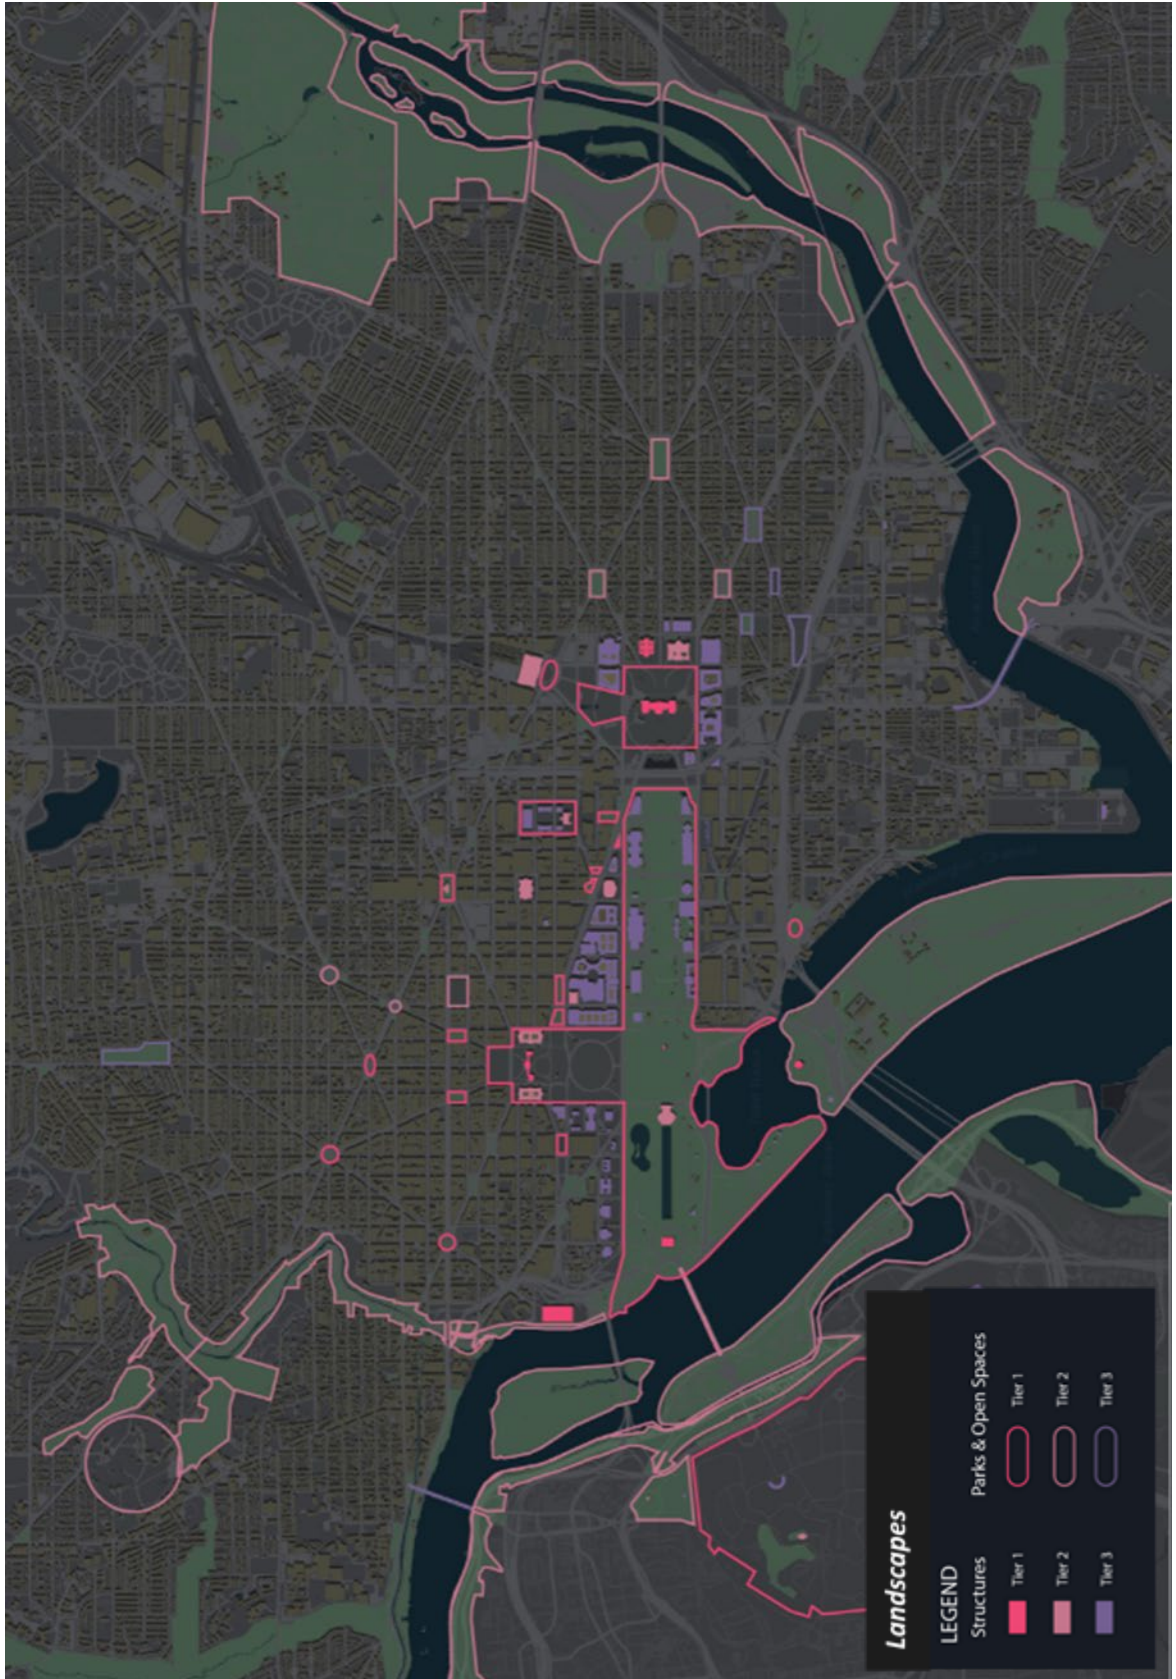 Landscapes
LEGEND
Structures
Parks & Open Spaces
Tier 1
Tier 1
Tier 2
Tier 2
Tier 3
Tier 3